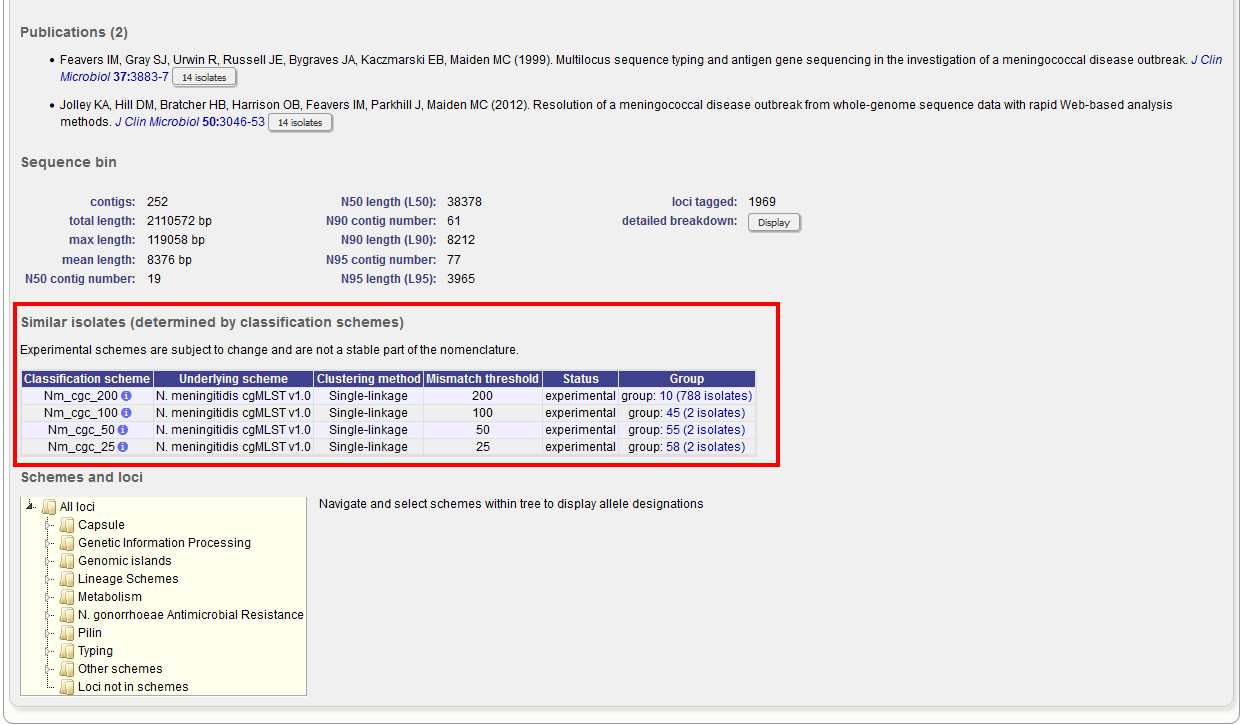 Publications (2)
• Feavers IM, Gray SJ, Urwin R, Russell JE, Bygraves JA, Kaczmarski EB, Maiden MC (1999). Multilocus sequence typing and antigen gene sequencing in the investigation of a meningococcal disease outbreak. J Clin
Microbiol 37:3883-7 14 isolates
• Jolley KA, Hill DM, Bratcher HB, Harrison OB, Feavers IM, Parkhill J, Maiden MC (2012). Resolution of a meningococcal disease outbreak from whole-genome sequence data with rapid Web-based analysis
methods. J Clin Microbiol 50:3046-53 14 isolates
Sequence bin
contigs: 252 N50 length (L50): 38378 loci tagged: 1969
total length: 2110572 bp N90 contig number: 61 detailed breakdown: Display
max length: 119058 bp N90 length (L90): 8212
mean length: 8376 bp N95 contig number: 77
N50 contig number: 19 N95 length (L95): 3965
Similar isolates (determined by classification schemes)
Experimental schemes are subject to change and are not a stable part of the nomenclature.
Classification scheme Underlying scheme Clustering method Mismatch threshold Status Group
Nm_cgc_200 i N. meningitidis cgMLST v1.0 Single-linkage 200 experimental group: 10 (788 isolates)
Nm_cgc_100 i N. meningitidis cgMLST v1.0 Single-linkage 100 experimental group: 45 (2 isolates)
Nm_cgc_50 i N. meningitidis cgMLST v1.0 Single-linkage 50 experimental group: 55 (2 isolates)
Nm_cgc_25 i N. meningitidis cgMLST v1.0 Single-linkage 25 experimental group: 58 (2 isolates)
Schemes and loci
All loci Navigate and select schemes within tree to display allele designations
Capsule
Genetic Information Processing
Genomic islands
Lineage Schemes
Metabolism
N. gonorrhoeae Antimicrobial Resistance
Pilin
Typing
Other schemes
Loci not in schemes